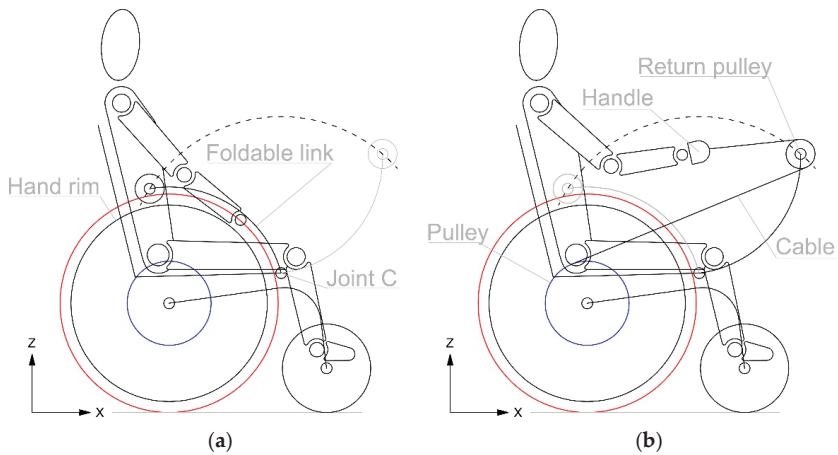 Foldable link
Hand rim
Joint C
z
x
(a)
Return pulley
Handle
Pulley
Cable
z
x
(b)